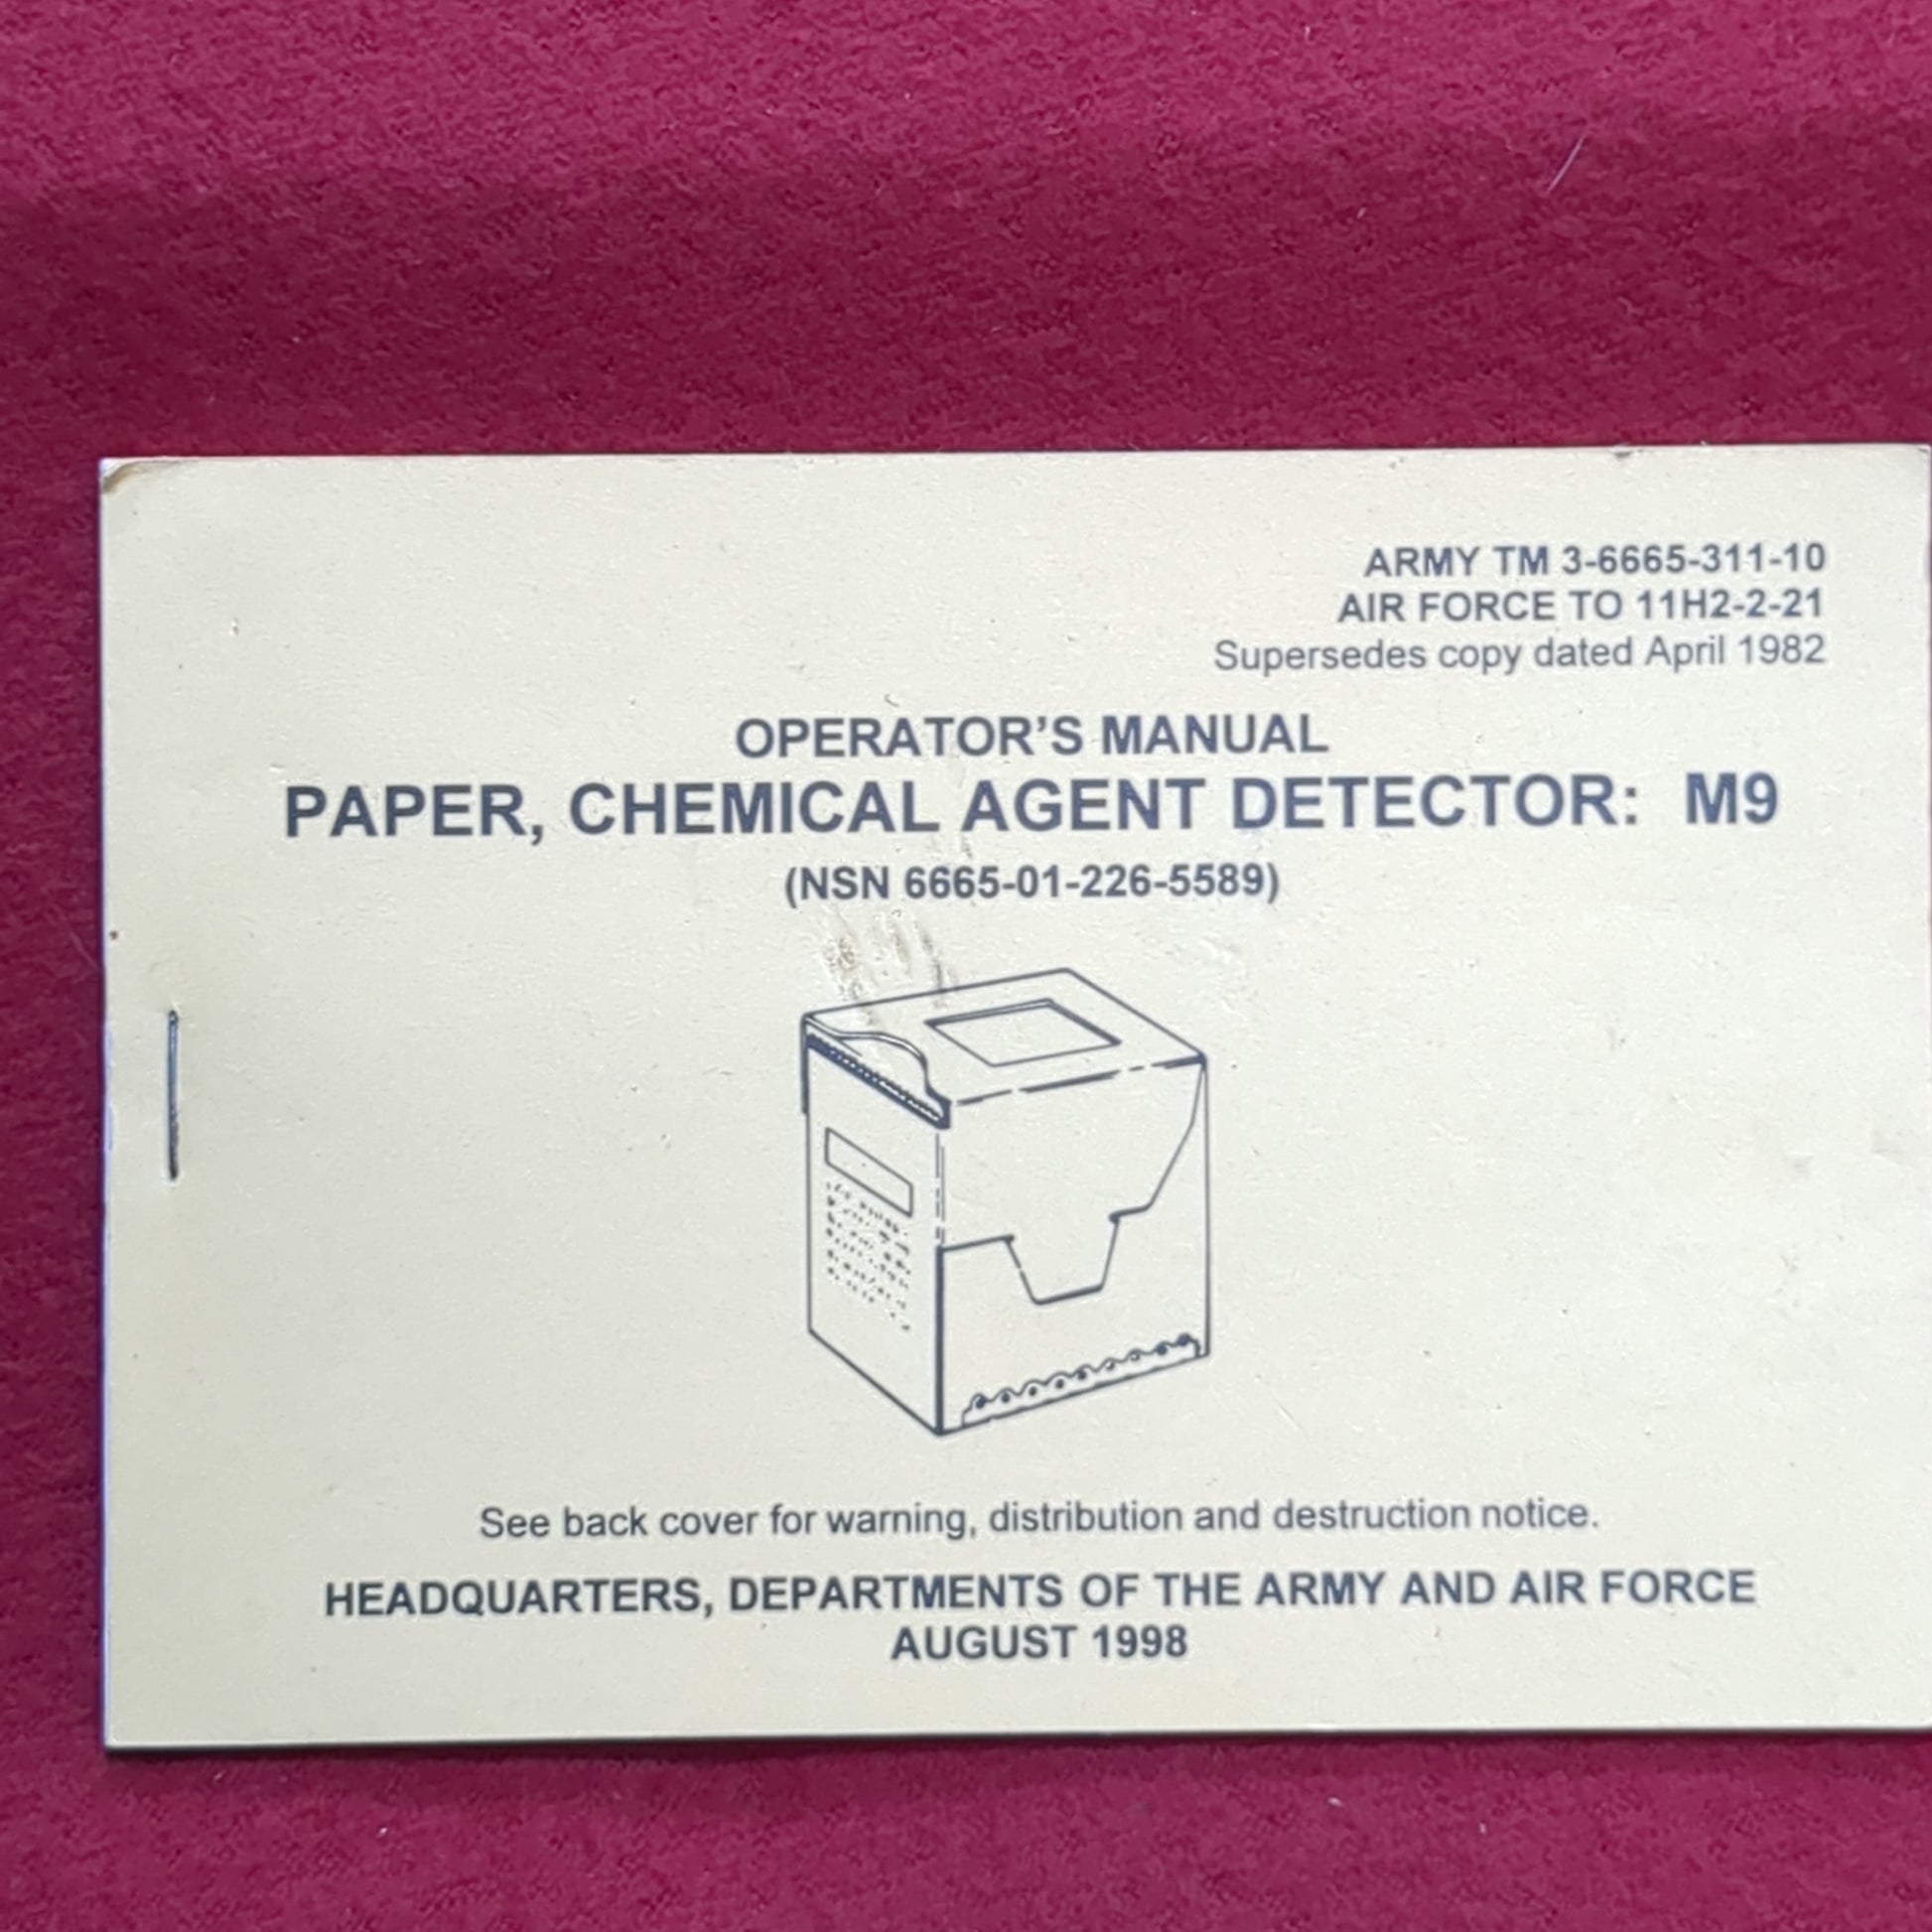 ARMY TM 3-6665-311-10
AIR FORCE TO 11H2-2-21
Supersedes copy dated April 1982
OPERATOR'S MANUAL
PAPER, CHEMICAL AGENT DETECTOR: M9
(NSN 6665-01-226-5589)
See back cover for warning, distribution and destruction notice.
HEADQUARTERS, DEPARTMENTS OF THE ARMY AND AIR FORCE
AUGUST 1998